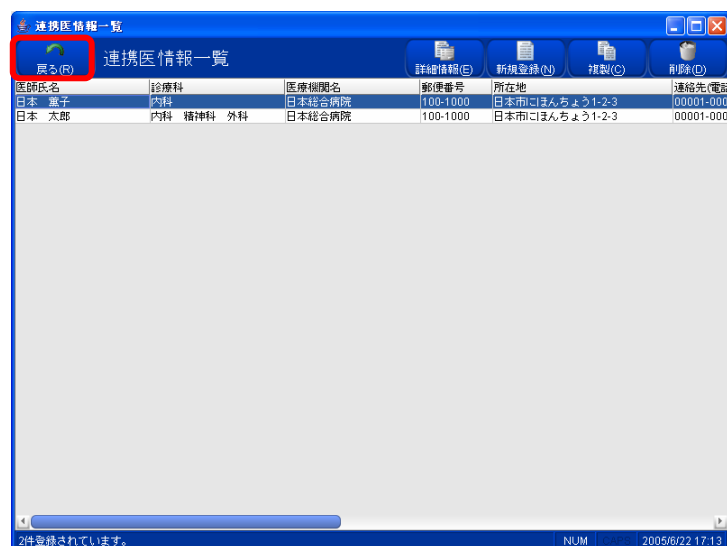 連携医情報一覧
戻る(R) 連携医情報一覧 詳細情報(E) 新規登録(N) 複製(C) 削除(D)
医師氏名 診療科 医療機関名 郵便番号 所在地 連絡先(電話
日本 薫子 内科 日本総合病院 100-1000 日本市にほんちょう1-2-3 00001-000
日本 太郎 内科 精神科 外科 日本総合病院 100-1000 日本市にほんちょう1-2-3 00001-000
2件登録されています。 NUM CAPS 2005/6/22 17:13